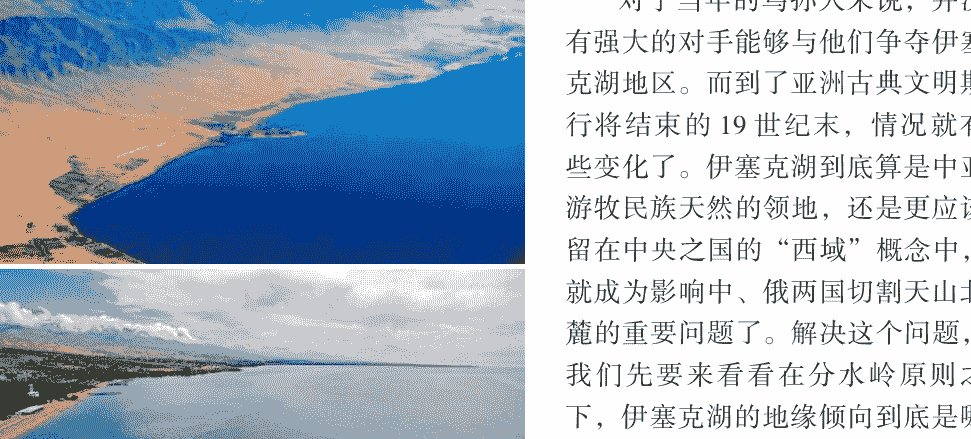 对于当年的乌孙人来说，并没
有强大的对手能够与他们争夺伊塞
克湖地区。而到了亚洲古典文明期
行将结束的 19 世纪末，情况就有
些变化了。伊塞克湖到底算是中亚
游牧民族天然的领地，还是更应该
留在中央之国的“西域”概念中，
就成为影响中、俄两国切割天山北
麓的重要问题了。解决这个问题，
我们先要来看看在分水岭原则之
下，伊塞克湖的地缘倾向到底是哪